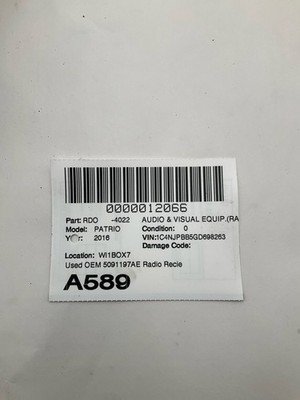 0000012066
Part: RDO -4022 AUDIO & VISUAL EQUIP.(RA
Model: PATRIO Condition: 0
Year: 2016 VIN:1C4NJPBB5GD698263
Damage Code:
Location: WI1BOX7
Used OEM 5091197AE Radio Recie
A589